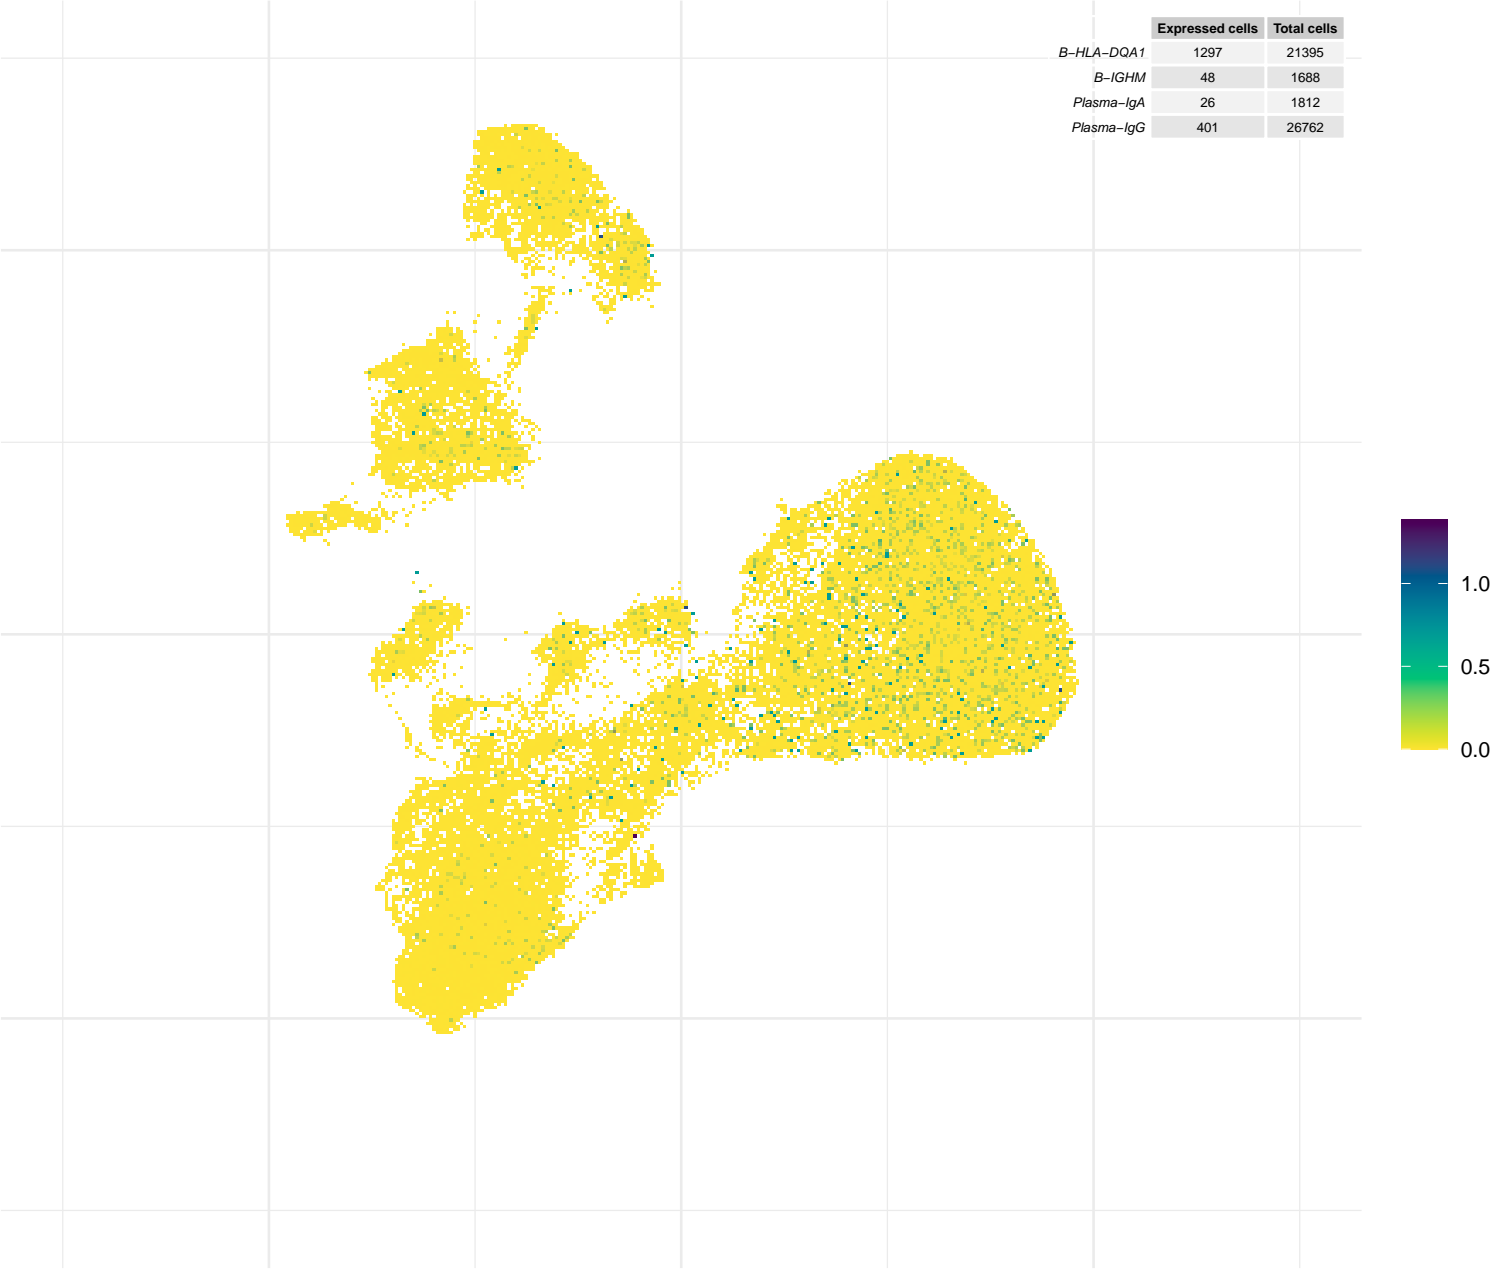 Expressed cells Total cells
B−HLA−DQA1 1297 21395
B−IGHM 48 1688
Plasma−IgA 26 1812
Plasma−IgG 401 26762
1.0
0.5
0.0